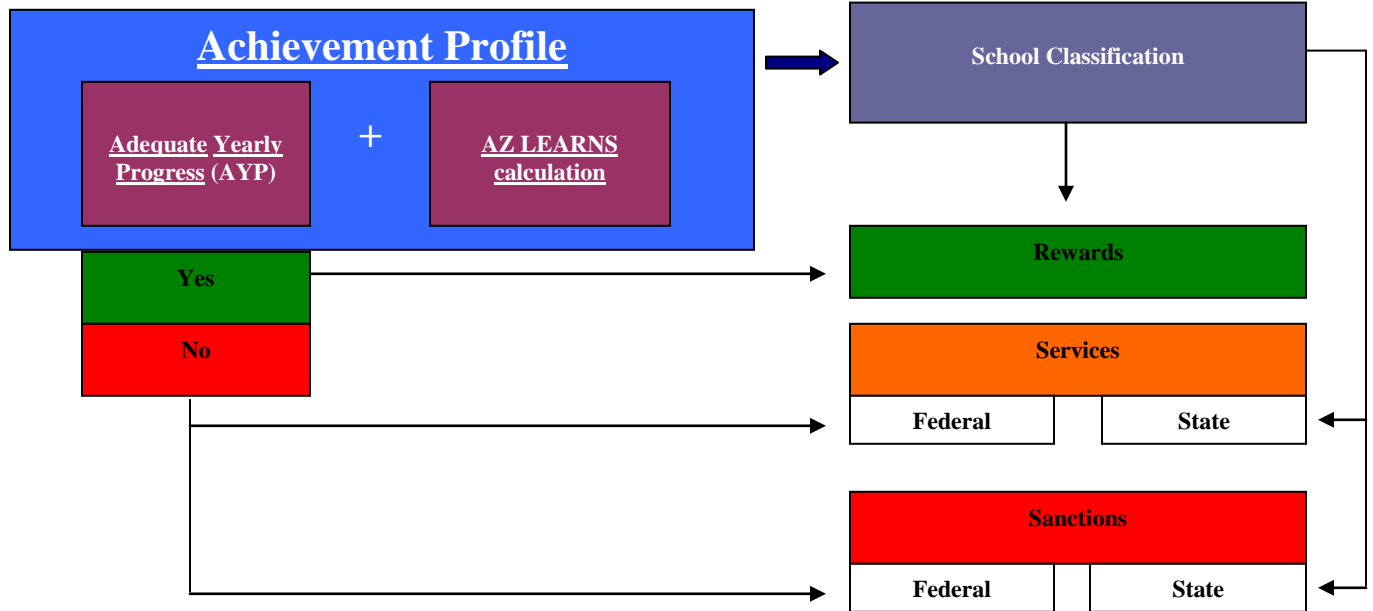 Achievement Profile
Adequate Yearly
Progress (AYP)
+
AZ LEARNS
calculation
School Classification
Yes
No
Rewards
Services
Federal
State
Sanctions
Federal
State